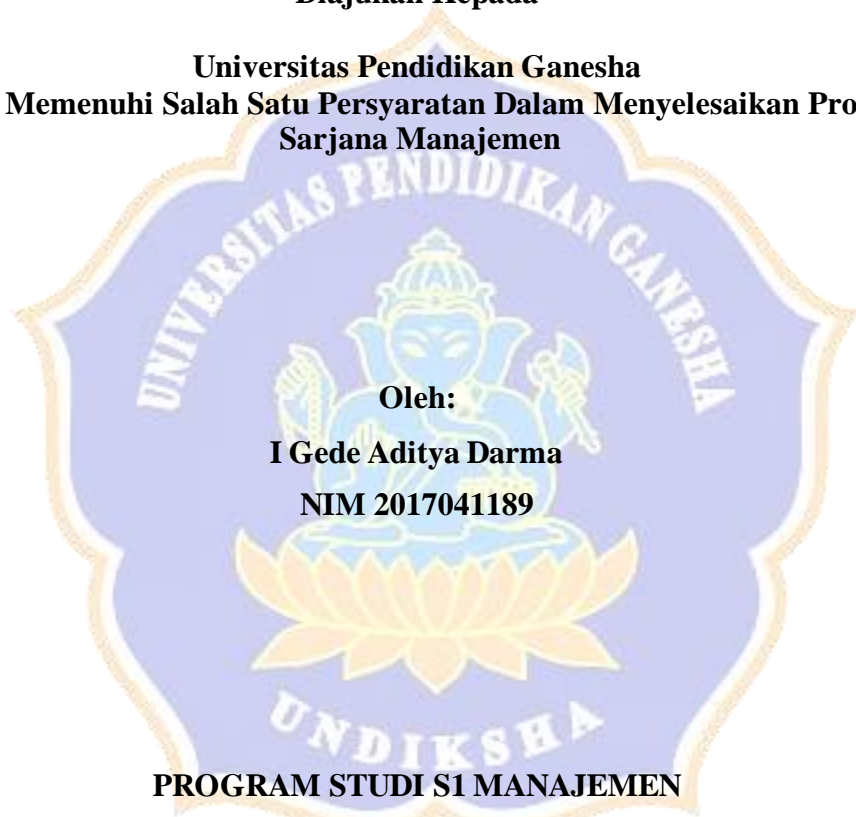 Diajukan Kepada
Universitas Pendidikan Ganesha
Memenuhi Salah Satu Persyaratan Dalam Menyelesaikan Pro
Sarjana Manajemen
UNIVERSITAS PENDIDIKAN GANESHA
Oleh:
I Gede Aditya Darma
NIM 2017041189
UNDIKSHA
PROGRAM STUDI S1 MANAJEMEN